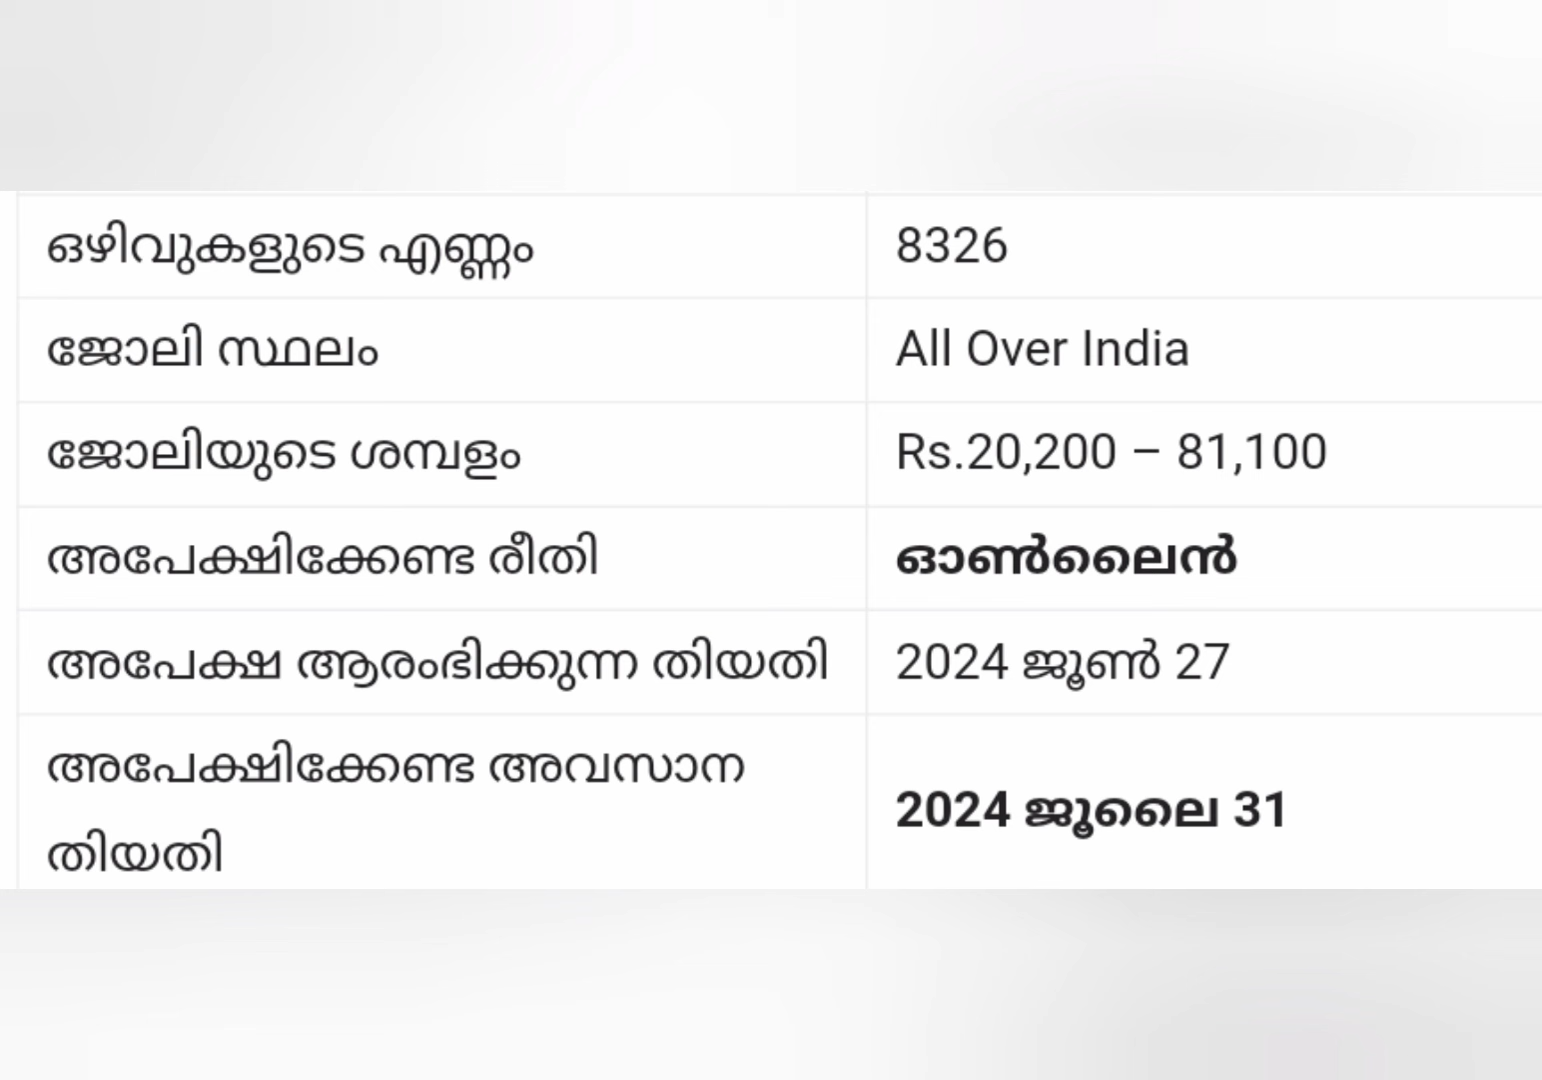 ഒഴിവുകളുടെ എണ്ണം 8326
ജോലി സ്ഥലം All Over India
ജോലിയുടെ ശമ്പളം Rs.20,200 – 81,100
അപേക്ഷിക്കേണ്ട രീതി ഓൺലൈൻ
അപേക്ഷ ആരംഭിക്കുന്ന തിയതി 2024 ജൂൺ 27
അപേക്ഷിക്കേണ്ട അവസാന
തിയതി
2024 ജൂലൈ 31